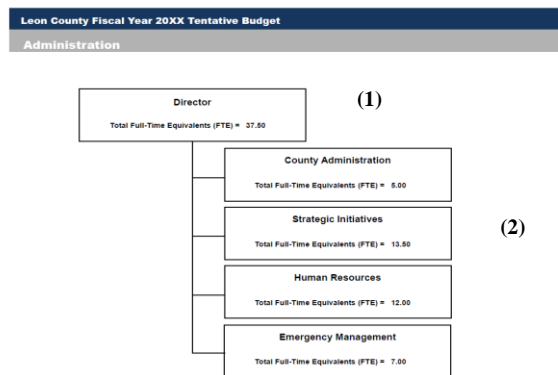 Leon County Fiscal Year 20XX Tentative Budget
Administration
Director
(1)
Total Full-Time Equivalents (FTE) = 37.50
County Administration
Total Full-Time Equivalents (FTE) = 5.00
Strategic Initiatives
(2)
Total Full-Time Equivalents (FTE) = 13.50
Human Resources
Total Full-Time Equivalents (FTE) = 12.00
Emergency Management
Total Full-Time Equivalents (FTE) = 7.00